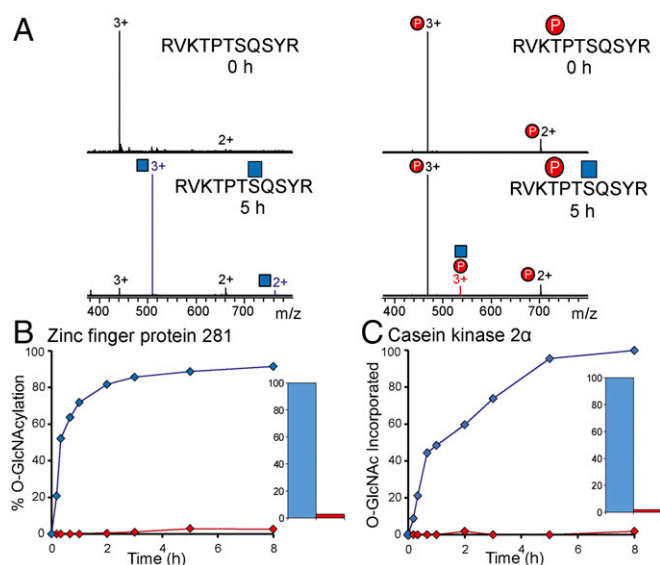 A
3+
RVKTPTSQSYR
0 h
2+
P 3+
P
RVKTPTSQSYR
0 h
P 2+
3+
RVKTPTSQSYR
5 h
3+
2+
2+
400 500 600 700 m/z
P 3+
P
RVKTPTSQSYR
5 h
P
3+
P 2+
400 500 600 700 m/z
B Zinc finger protein 281
% O-GlcNAcylation
100
80
60
40
20
0
0 2 4 6 8
Time (h)
100
80
60
40
20
0
C Casein kinase 2α
O-GlcNAc Incorporated
100
80
60
40
20
0
0 2 4 6 8
Time (h)
100
80
60
40
20
0